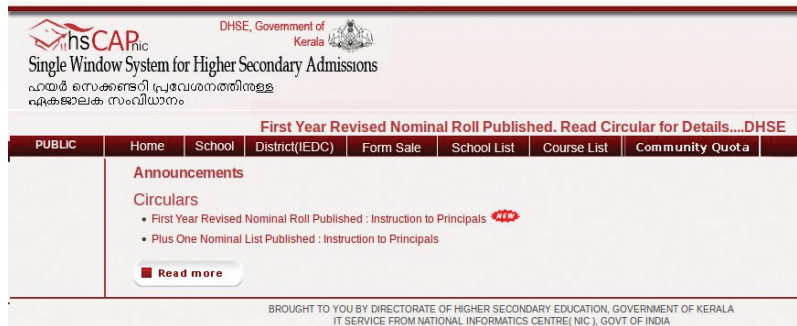 DHSE, Government of
Kerala
hsCAPnic
Single Window System for Higher Secondary Admissions
ഹയർ സെക്കണ്ടറി പ്രവേശനത്തിനുള്ള
ഏകജാലക സംവിധാനം
First Year Revised Nominal Roll Published. Read Circular for Details....DHSE
PUBLIC Home School District(IEDC) Form Sale School List Course List Community Quota
Announcements
Circulars
First Year Revised Nominal Roll Published : Instruction to Principals NEW
Plus One Nominal List Published : Instruction to Principals
Read more
BROUGHT TO YOU BY DIRECTORATE OF HIGHER SECONDARY EDUCATION, GOVERNMENT OF KERALA
IT SERVICE FROM NATIONAL INFORMATICS CENTRE( NIC ), GOVT OF INDIA